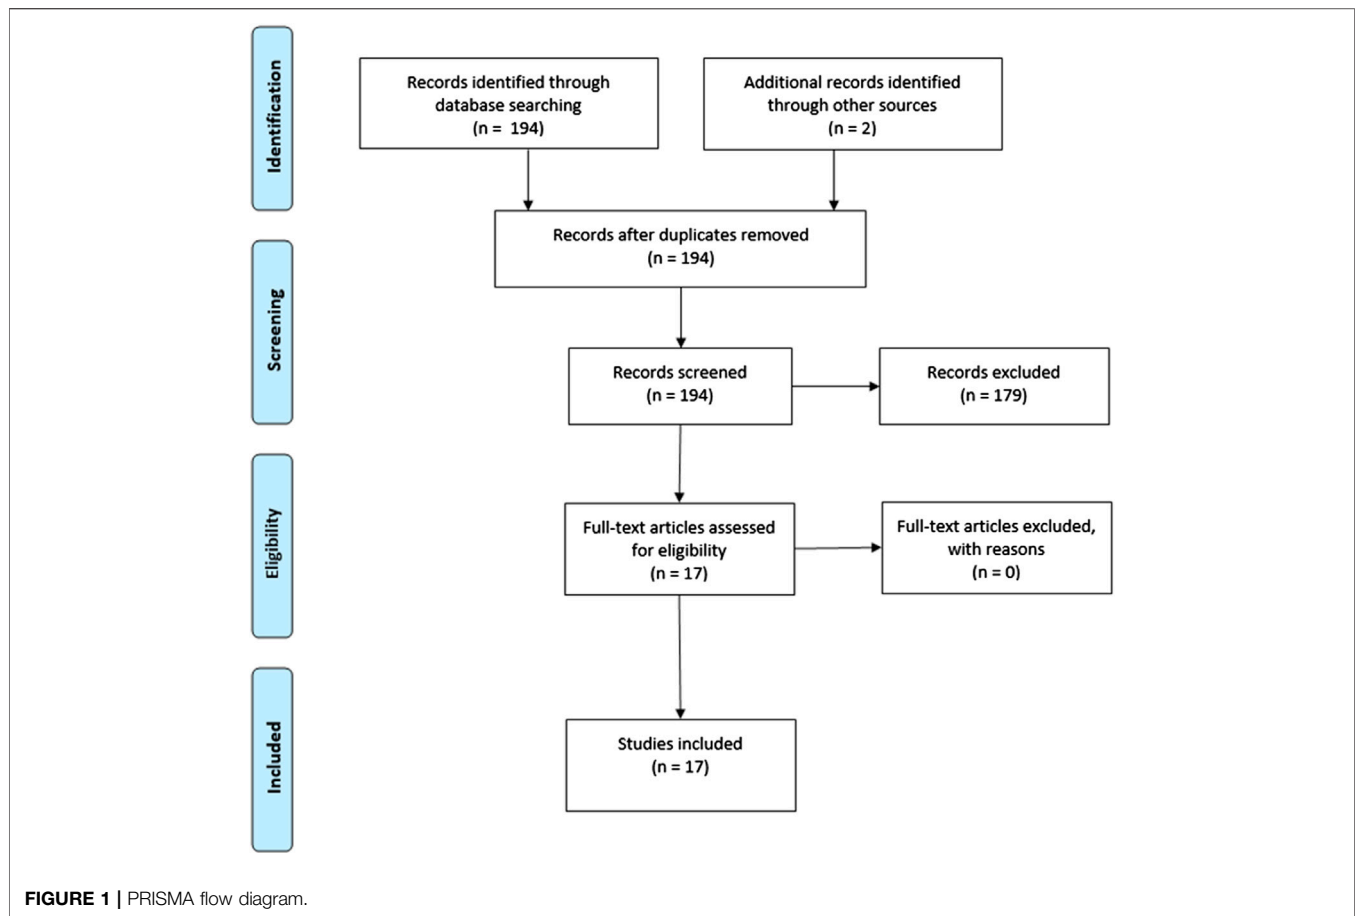 Identification
Records identified through
database searching
(n = 194)
Additional records identified
through other sources
(n = 2)
Records after duplicates removed
(n = 194)
Screening
Records screened
(n = 194)
Records excluded
(n = 179)
Eligibility
Full-text articles assessed
for eligibility
(n = 17)
Full-text articles excluded,
with reasons
(n = 0)
Included
Studies included
(n = 17)
FIGURE 1 | PRISMA flow diagram.